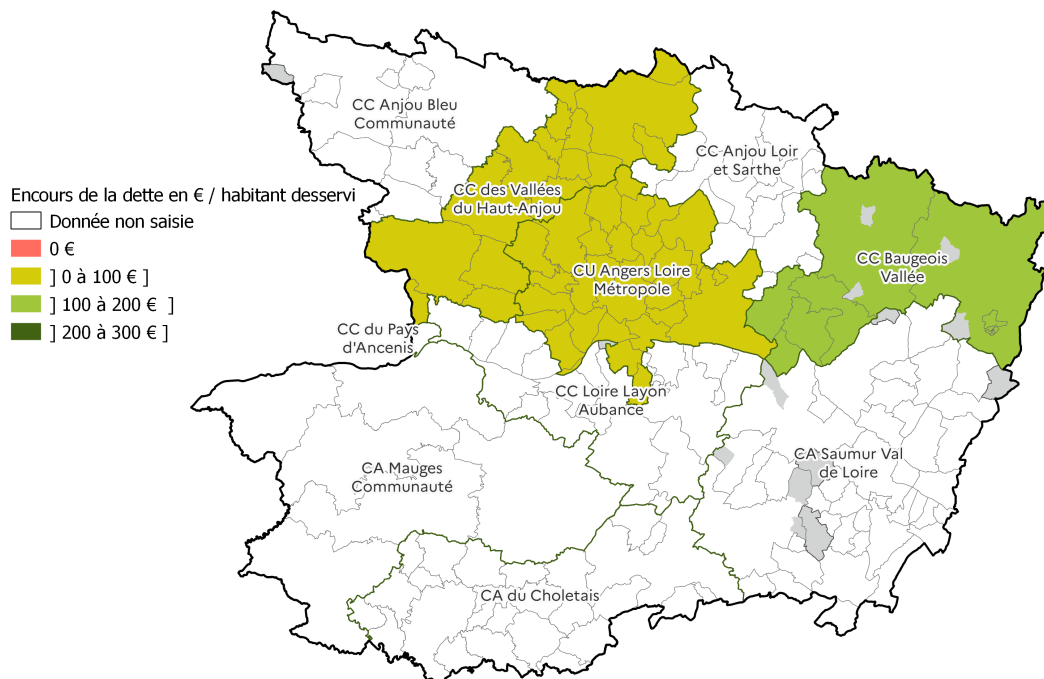 Encours de la dette en € / habitant desservi
Donnée non saisie
0 €
] 0 à 100 € ]
] 100 à 200 €  ]
] 200 à 300 € ]
CC Anjou Bleu
Communauté
CC Anjou Loir
et Sarthe
CC des Vallées
du Haut-Anjou
CC Baugeois
Vallée
CU Angers Loire
Métropole
CC du Pays
d'Ancenis
CC Loire Layon
Aubance
CA Mauges
Communauté
CA Saumur Val
de Loire
CA du Choletais